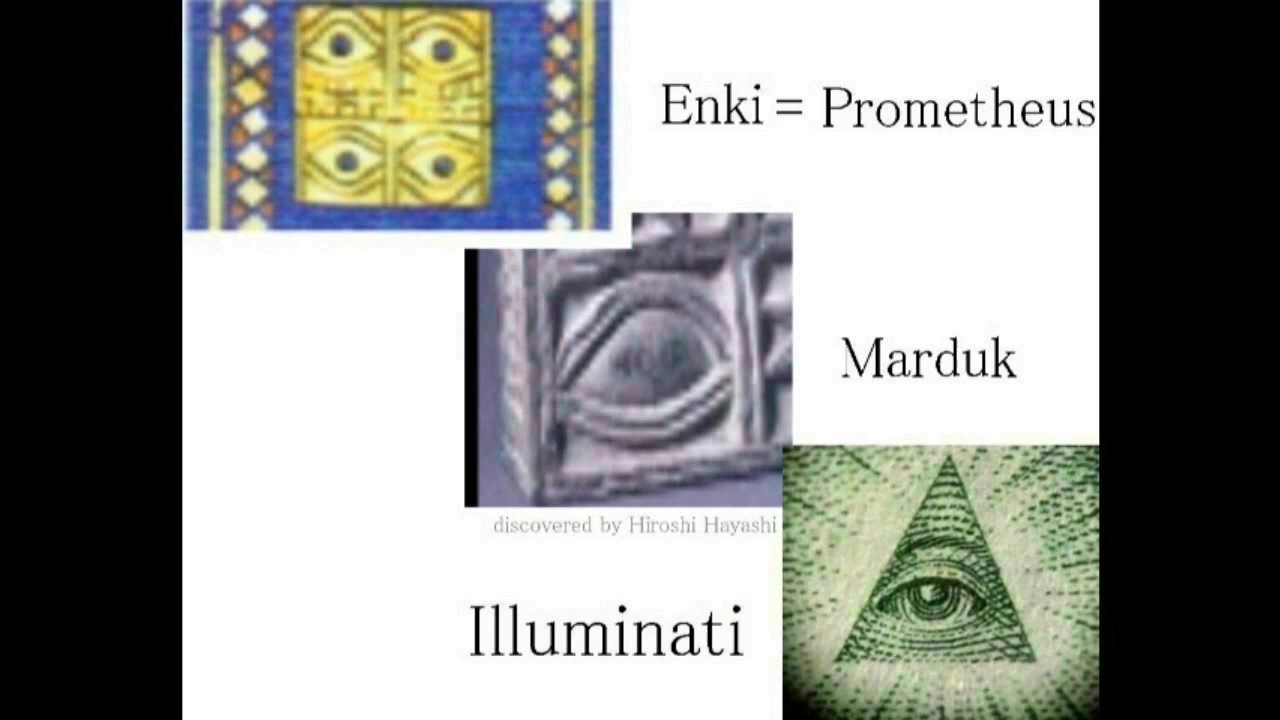 Enki = Prometheus
Marduk
discovered by Hiroshi Hayashi
Illuminati